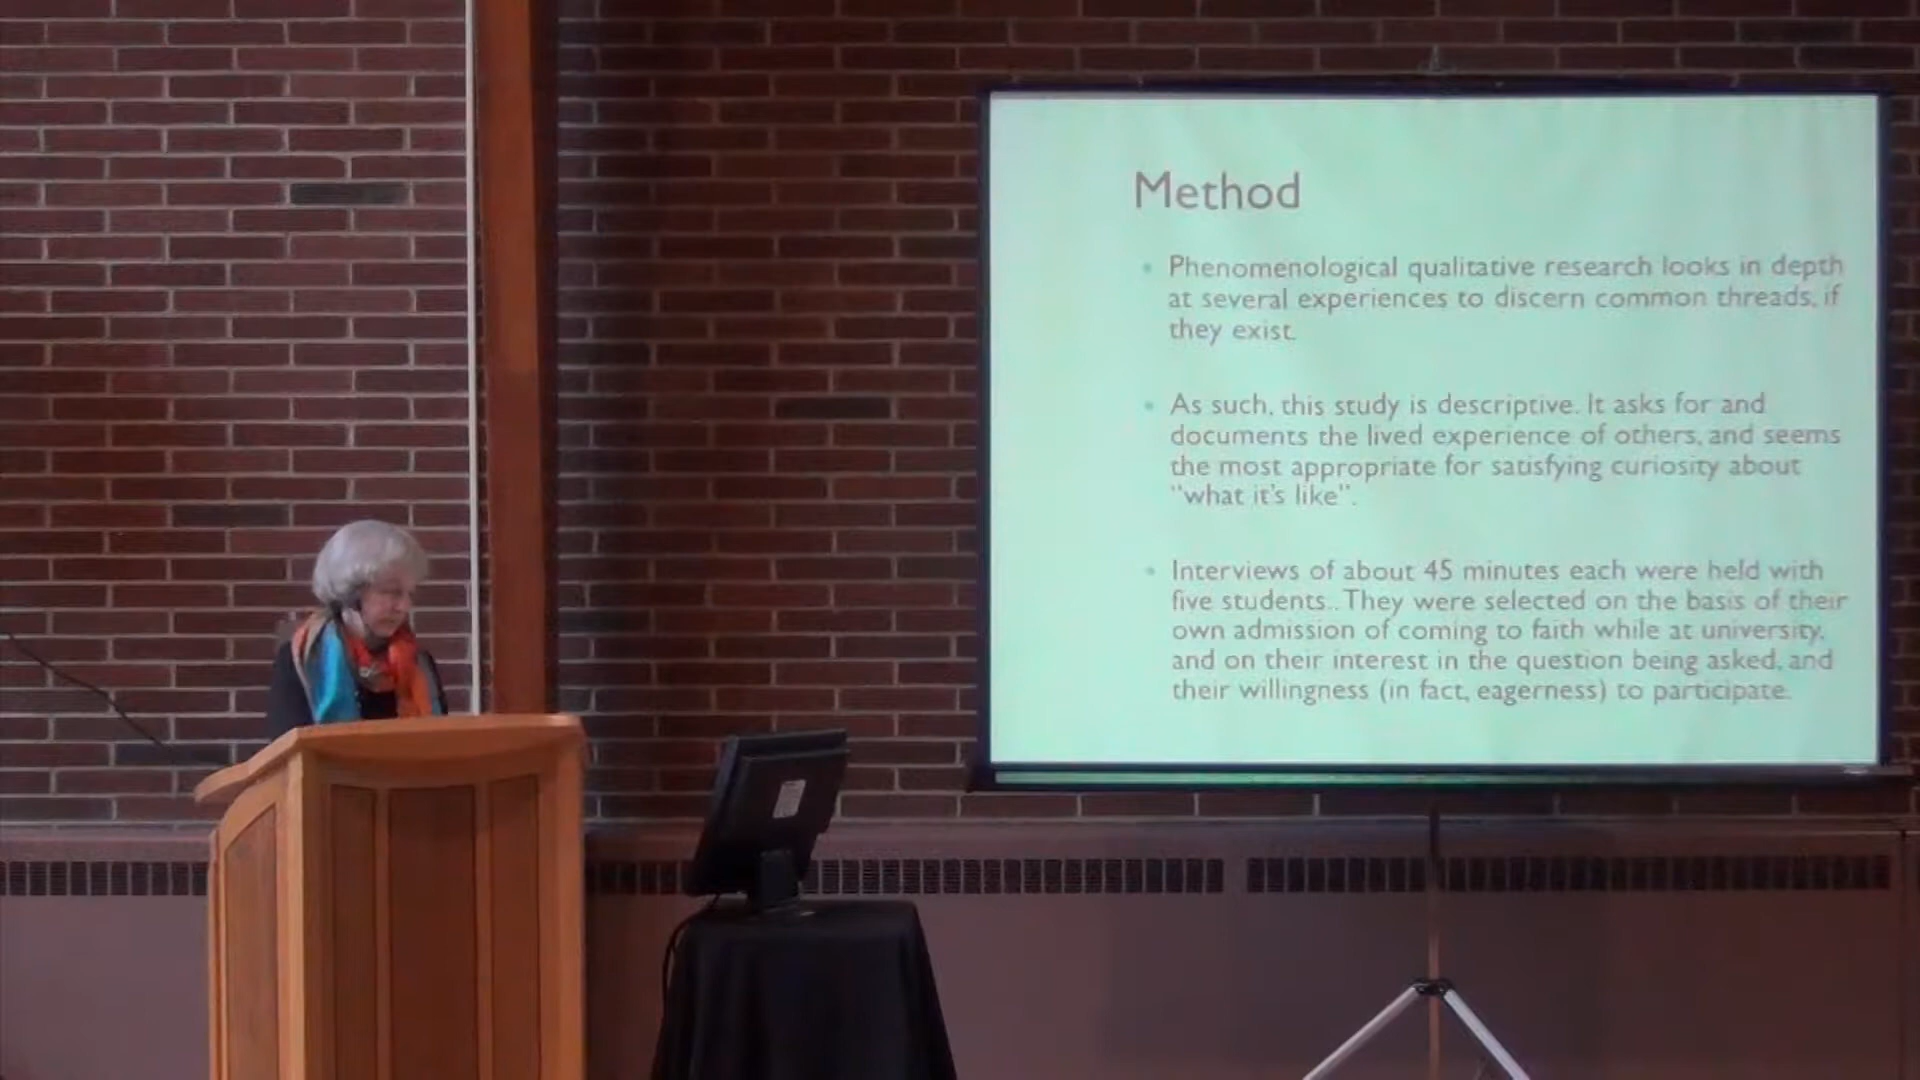 Method
Phenomenological qualitative research looks in depth
at several experiences to discern common threads, if
they exist.
As such, this study is descriptive. It asks for and
documents the lived experience of others, and seems
the most appropriate for satisfying curiosity about
"what it's like".
Interviews of about 45 minutes each were held with
five students.. They were selected on the basis of their
own admission of coming to faith while at university,
and on their interest in the question being asked, and
their willingness (in fact, eagerness) to participate.